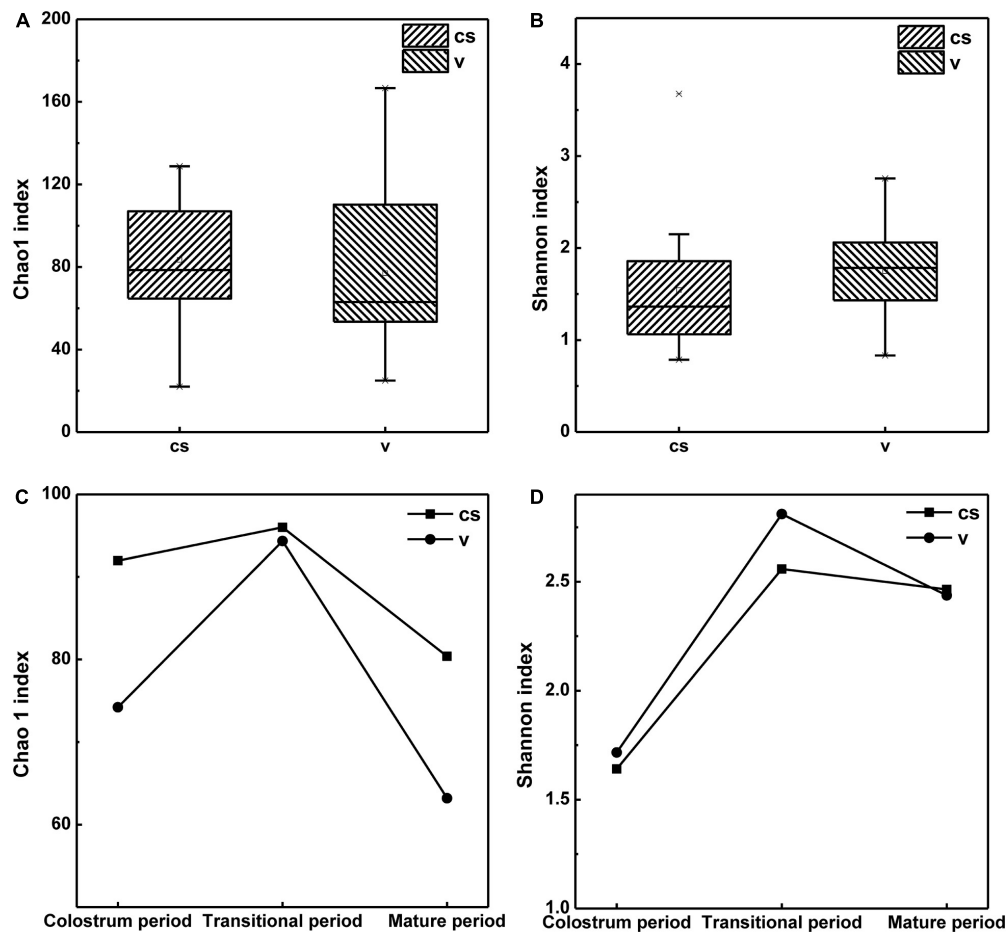 A
200
160
120
80
40
0
Chao1 index
cs
v
cs
v
B
4
3
2
1
0
Shannon index
cs
v
cs
v
C
100
80
60
Chao 1 index
cs
v
Colostrum period
Transitional period
Mature period
D
2.5
2.0
1.5
1.0
Shannon index
cs
v
Colostrum period
Transitional period
Mature period